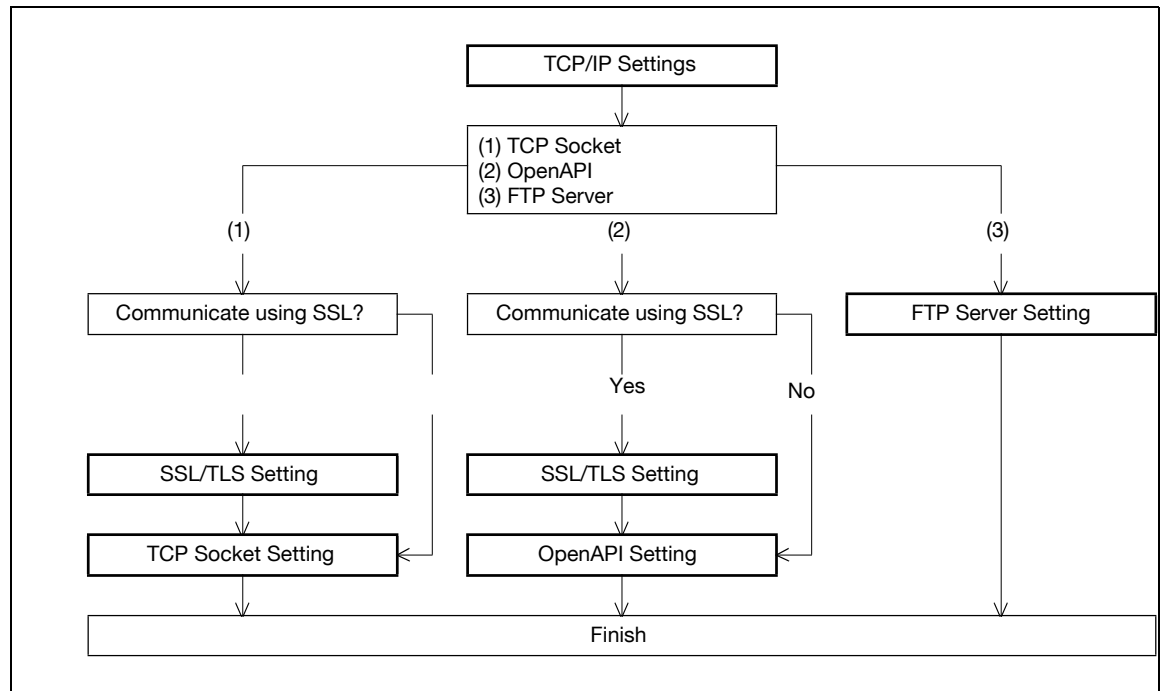 TCP/IP Settings
(1) TCP Socket
(2) OpenAPI
(3) FTP Server
(1)
(2)
(3)
Communicate using SSL?
Communicate using SSL?
FTP Server Setting
Yes
No
SSL/TLS Setting
SSL/TLS Setting
TCP Socket Setting
OpenAPI Setting
Finish